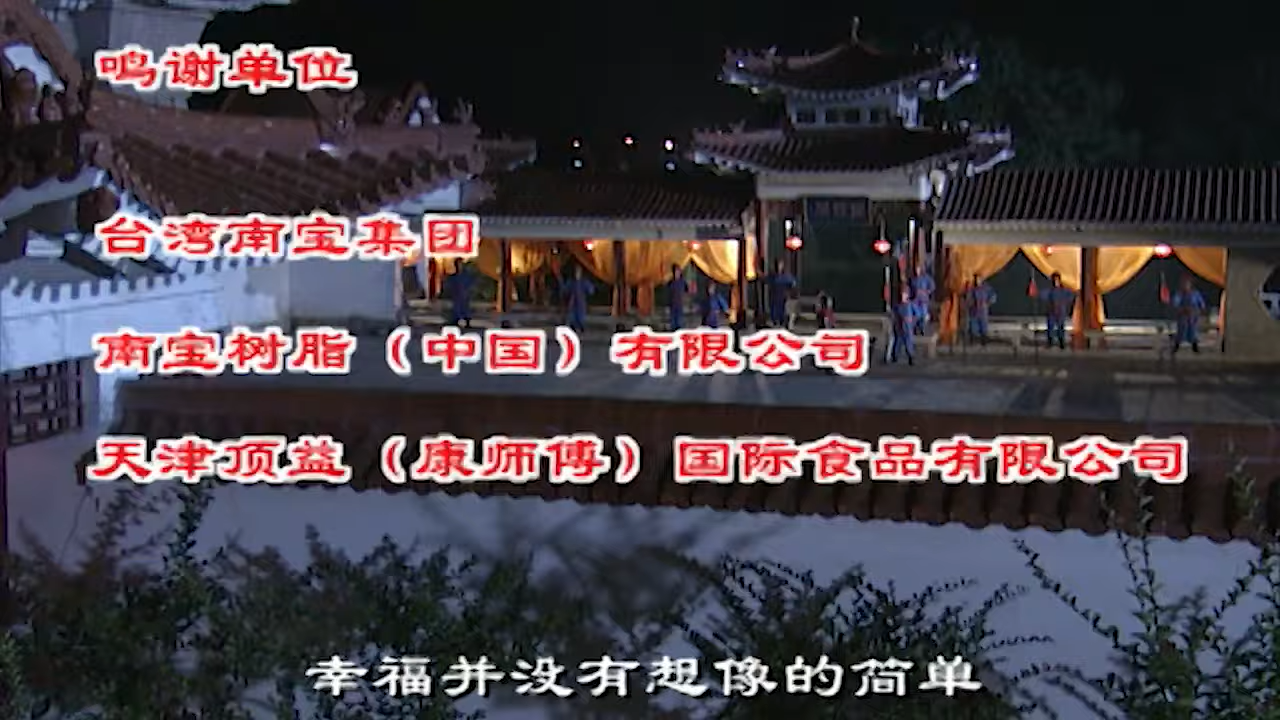 鸣谢单位
台湾南宝集团
南宝树脂（中国）有限公司
天津顶益（康师傅）国际食品有限公司
幸福并没有想像的简单